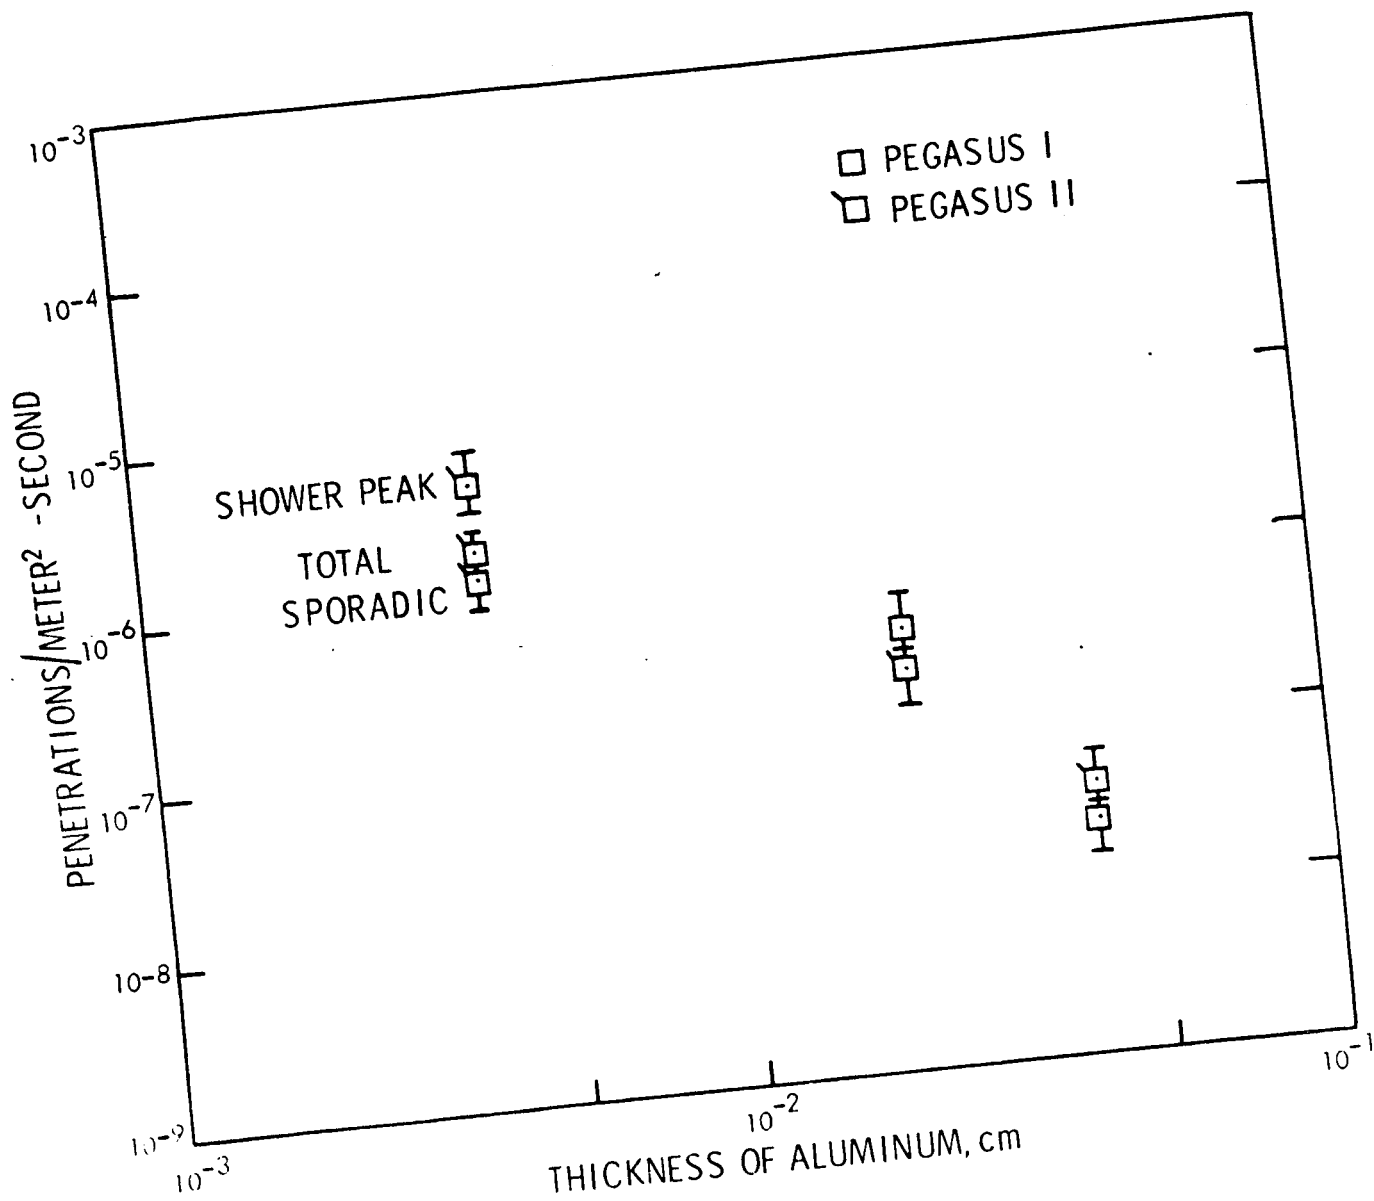 10-3
10-4
10-5
10-6
10-7
10-8
10-9
PENETRATIONS/METER2 -SECOND
PEGASUS I
PEGASUS II
SHOWER PEAK
TOTAL
SPORADIC
10-3
10-2
10-1
THICKNESS OF ALUMINUM, cm